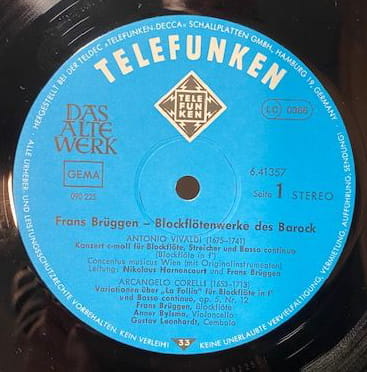 HERGESTELLT BEI DER TELDEC »TELEFUNKEN-DECCA« SCHALLPLATTEN GMBH, HAMBURG 19, GERMANY
TELEFUNKEN
TELE
FUN
KEN
DAS
ALTE
WERK
LC 0366
GEMA
090 225
6.41357
Seite 1 STEREO
Frans Brüggen – Blockflötenwerke des Barock
ANTONIO VIVALDI (1675-1741)
Konzert c-moll für Blockflöte, Streicher und Basso continuo
(Blockflöte in f')
Concentus musicus Wien (mit Originalinstrumenten)
Leitung: Nikolaus Harnoncourt und Frans Brüggen
ARCANGELO CORELLI (1653-1713)
Variationen über „La Follia" für Blockflöte in f'
und Basso continuo, op. 5, Nr. 12
Frans Brüggen, Blockflöte
Anner Bylsma, Violoncello
Gustav Leonhardt, Cembalo
33
ALLE URHEBER- UND LEISTUNGSSCHUTZRECHTE VORBEHALTEN. KEIN VERLEIH! KEINE UNERLAUBTE VERVIELFÄLTIGUNG, VERMIETUNG, AUFFÜHRUNG, SENDUNG!